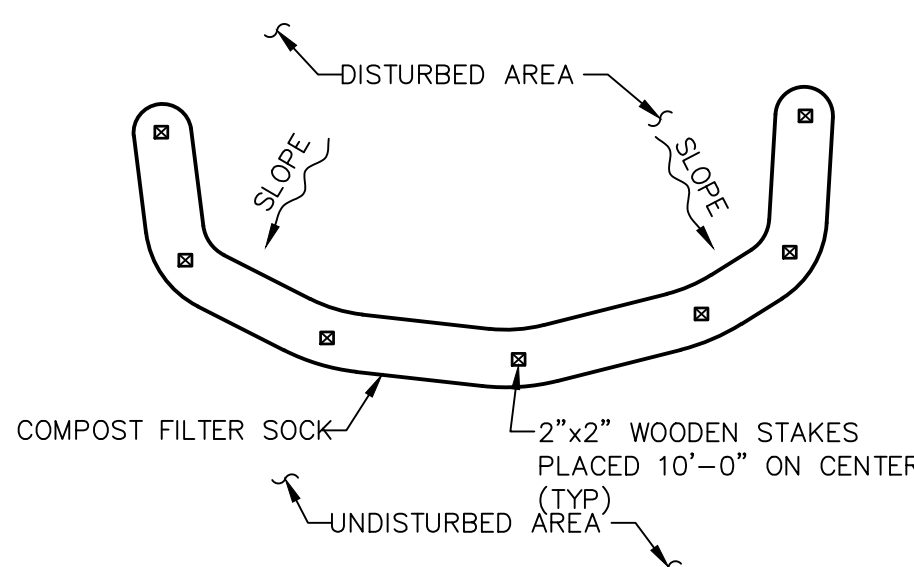 DISTURBED AREA
SLOPE
SLOPE
COMPOST FILTER SOCK
2"x2" WOODEN STAKES
PLACED 10'-0" ON CENTER
(TYP)
UNDISTURBED AREA